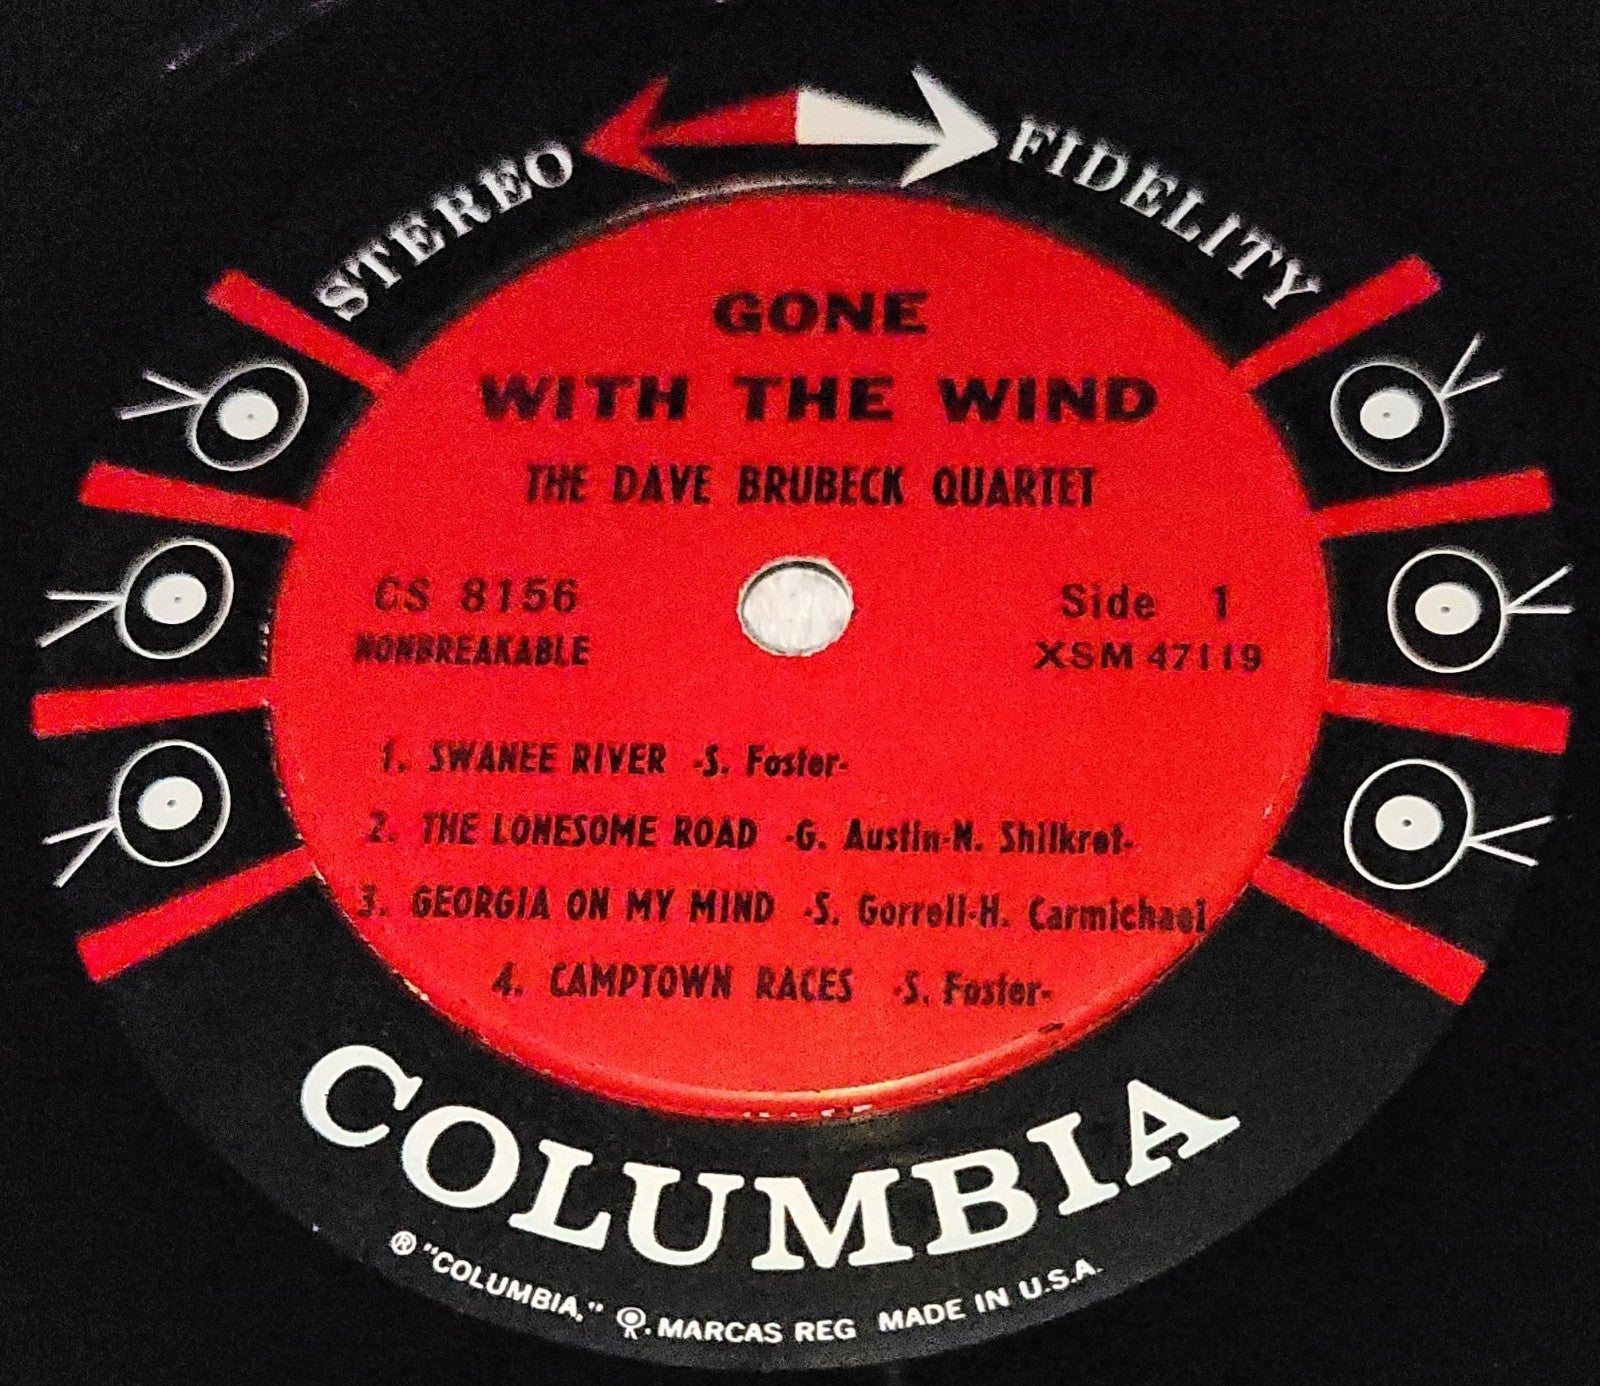 STEREO FIDELITY
GONE
WITH THE WIND
THE DAVE BRUBECK QUARTET
CS 8156 Side 1
NONBREAKABLE XSM 47119
1. SWANEE RIVER -S. Foster-
2. THE LONESOME ROAD -G. Austin-N. Shilkret-
3. GEORGIA ON MY MIND -S. Gorrell-H. Carmichael
4. CAMPTOWN RACES -S. Foster-
COLUMBIA
® "COLUMBIA," . MARCAS REG MADE IN U.S.A.